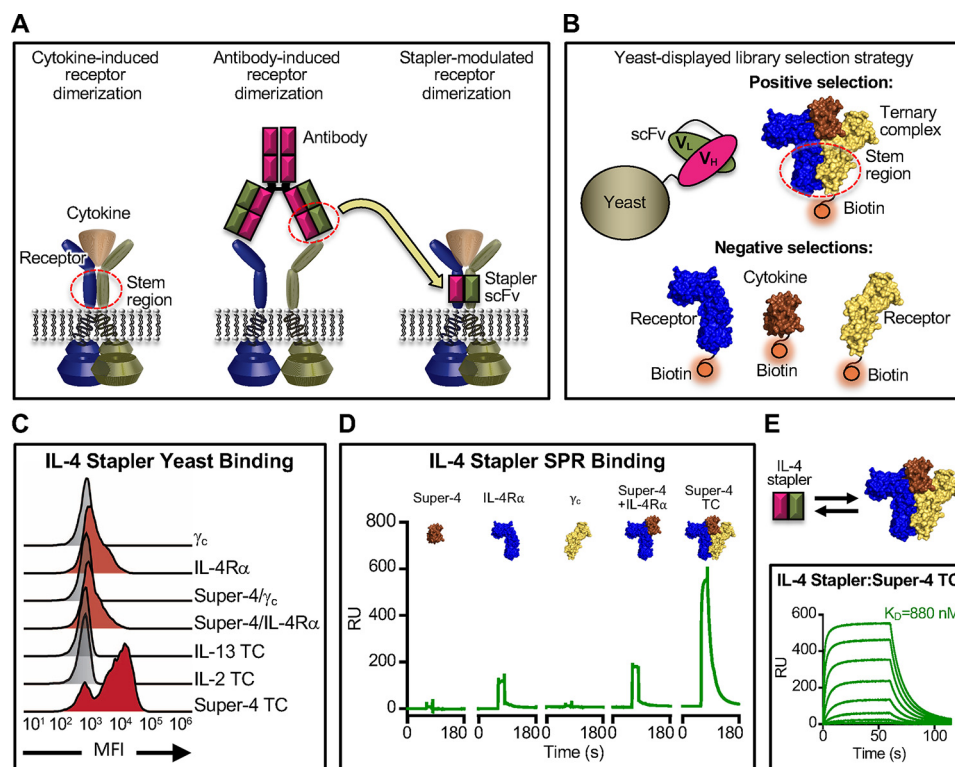 A
Cytokine-induced
receptor
dimerization
Antibody-induced
receptor
dimerization
Stapler-modulated
receptor
dimerization
Antibody
Cytokine
Receptor
Stem
region
Stapler
scFv
B
Yeast-displayed library selection strategy
Positive selection:
scFv
VL
VH
Yeast
Ternary
complex
Stem
region
Biotin
Negative selections:
Receptor
Cytokine
Receptor
Biotin
Biotin
Biotin
C
IL-4 Stapler Yeast Binding
γc
IL-4Rα
Super-4/γc
Super-4/IL-4Rα
IL-13 TC
IL-2 TC
Super-4 TC
10¹ 10² 10³ 10⁴ 10⁵ 10⁶
MFI
D
IL-4 Stapler SPR Binding
Super-4
IL-4Rα
γc
Super-4
+IL-4Rα
Super-4
TC
800
600
400
200
0
RU
0 180 0 180 0 180 0 180 0 180
Time (s)
E
IL-4
stapler
IL-4 Stapler:Super-4 TC
KD=880 nM
600
400
200
0
RU
0 50 100
Time (s)